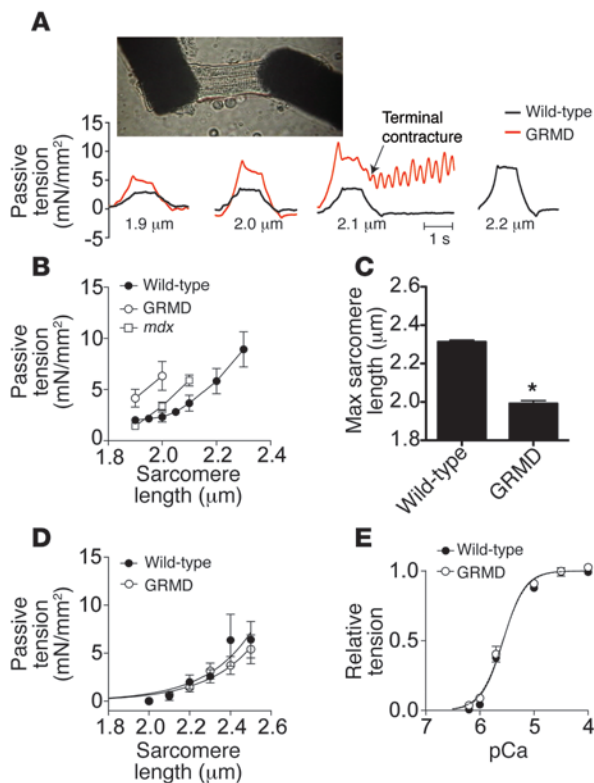 A
Wild-type
GRMD
Terminal
contracture
Passive
tension
(mN/mm²)
15
10
5
0
-5
1.9 μm
2.0 μm
2.1 μm
2.2 μm
1 s
B
Wild-type
GRMD
mdx
Passive
tension
(mN/mm²)
15
10
5
0
1.8 2.0 2.2 2.4
Sarcomere
length (μm)
C
Max sarcomere
length (μm)
2.6
2.4
2.2
2.0
1.8
*
Wild-type
GRMD
D
Wild-type
GRMD
Passive
tension
(mN/mm²)
15
10
5
0
1.8 2.0 2.2 2.4 2.6
Sarcomere
length (μm)
E
Wild-type
GRMD
Relative
tension
1.0
0.5
0.0
7 6 5 4
pCa